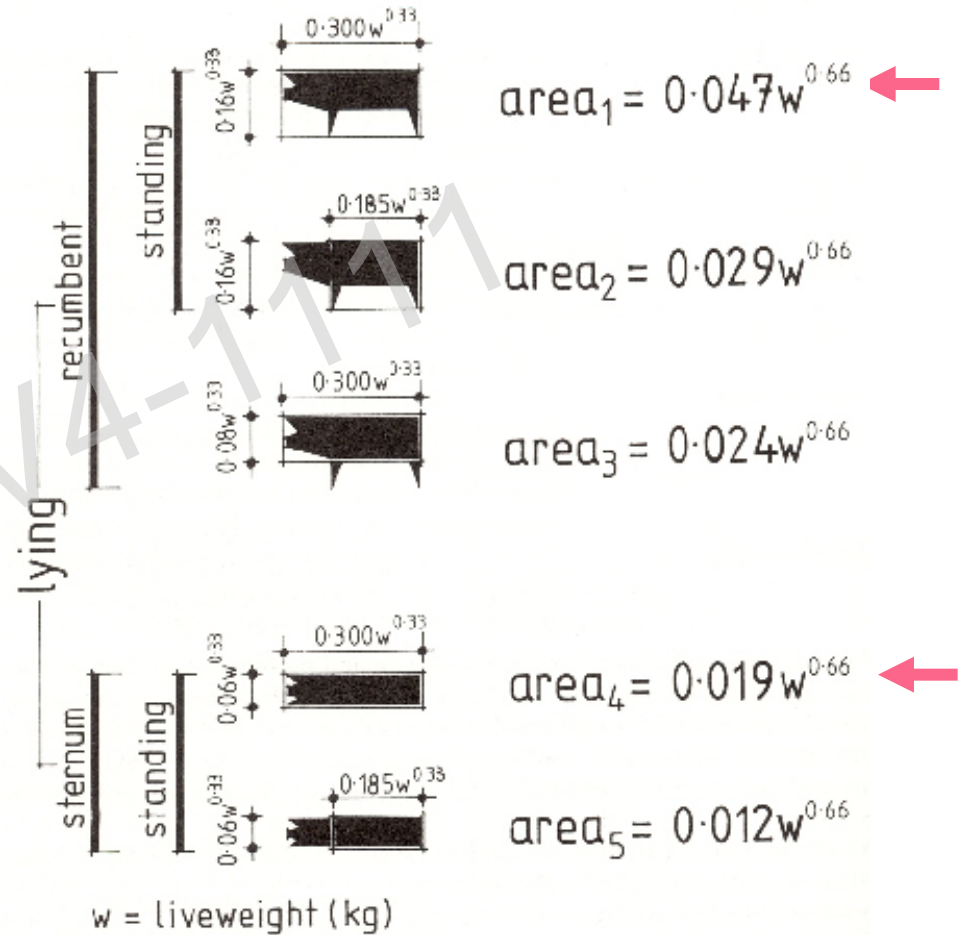 0·300w^0·33
0·16w^0·33
area₁ = 0·047w^0·66
standing
0·185w^0·33
0·16w^0·33
area₂ = 0·029w^0·66
recumbent
0·300w^0·33
0·08w^0·33
area₃ = 0·024w^0·66
lying
0·300w^0·33
0·06w^0·33
area₄ = 0·019w^0·66
sternum
standing
0·185w^0·33
0·06w^0·33
area₅ = 0·012w^0·66
w = liveweight (kg)
V4-1111